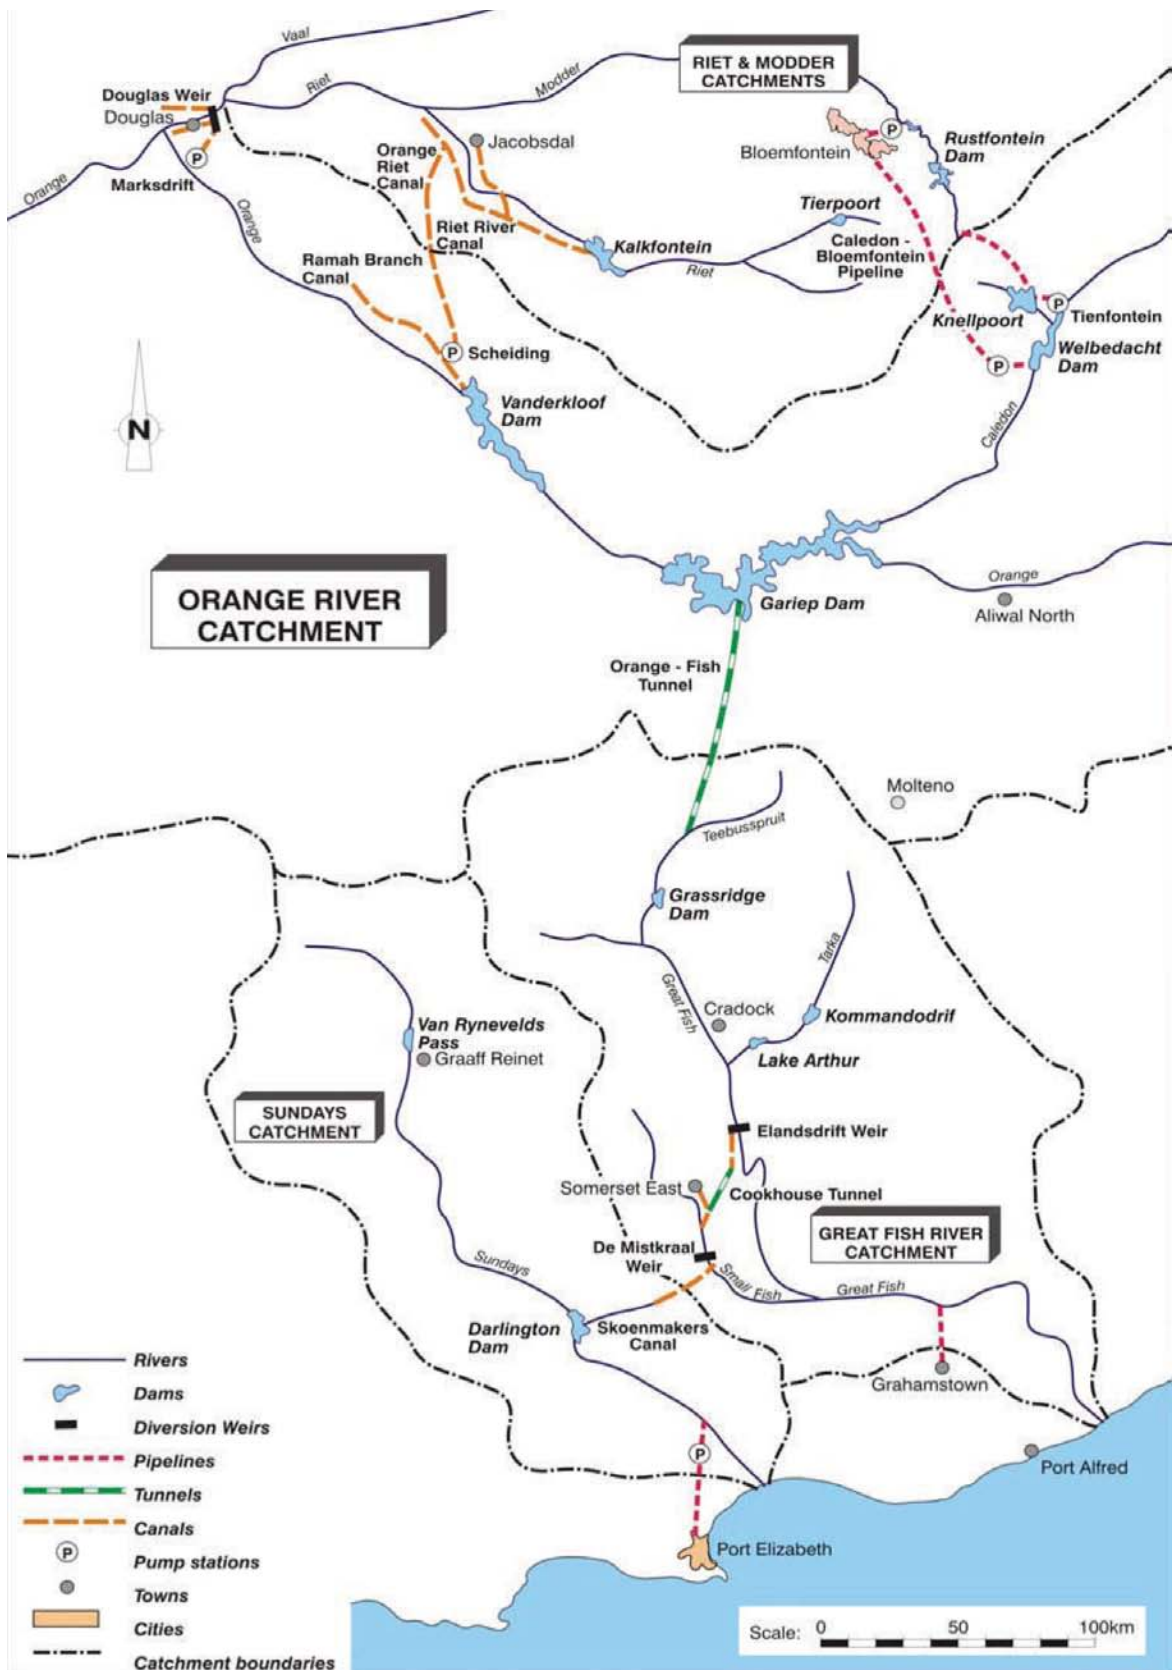 Vaal
RIET & MODDER
CATCHMENTS
Douglas Weir
Douglas
Riet
Modder
P
Marksdrift
Orange
Orange
Orange
Riet
Canal
Jacobsdal
Bloemfontein
P
Rustfontein
Dam
Tierpoort
Riet River
Canal
Kalkfontein
Riet
Caledon -
Bloemfontein
Pipeline
Ramah Branch
Canal
Knellpoort
P
Tienfontein
P
Scheiding
P
Welbedacht
Dam
Vanderkloof
Dam
Caledon
N
ORANGE RIVER
CATCHMENT
Gariep Dam
Orange
Aliwal North
Orange - Fish
Tunnel
Molteno
Teebusspruit
Grassridge
Dam
Tarka
Great Fish
Cradock
Kommandodrif
Lake Arthur
Van Rynevelds
Pass
Graaff Reinet
SUNDAYS
CATCHMENT
Elandsdrift Weir
Somerset East
Cookhouse Tunnel
GREAT FISH RIVER
CATCHMENT
De Mistkraal
Weir
Sundays
Small Fish
Great Fish
Darlington
Dam
Skoenmakers
Canal
Grahamstown
P
Port Alfred
Port Elizabeth
Rivers
Dams
Diversion Weirs
Pipelines
Tunnels
Canals
P
Pump stations
Towns
Cities
Catchment boundaries
Scale: 0 50 100km